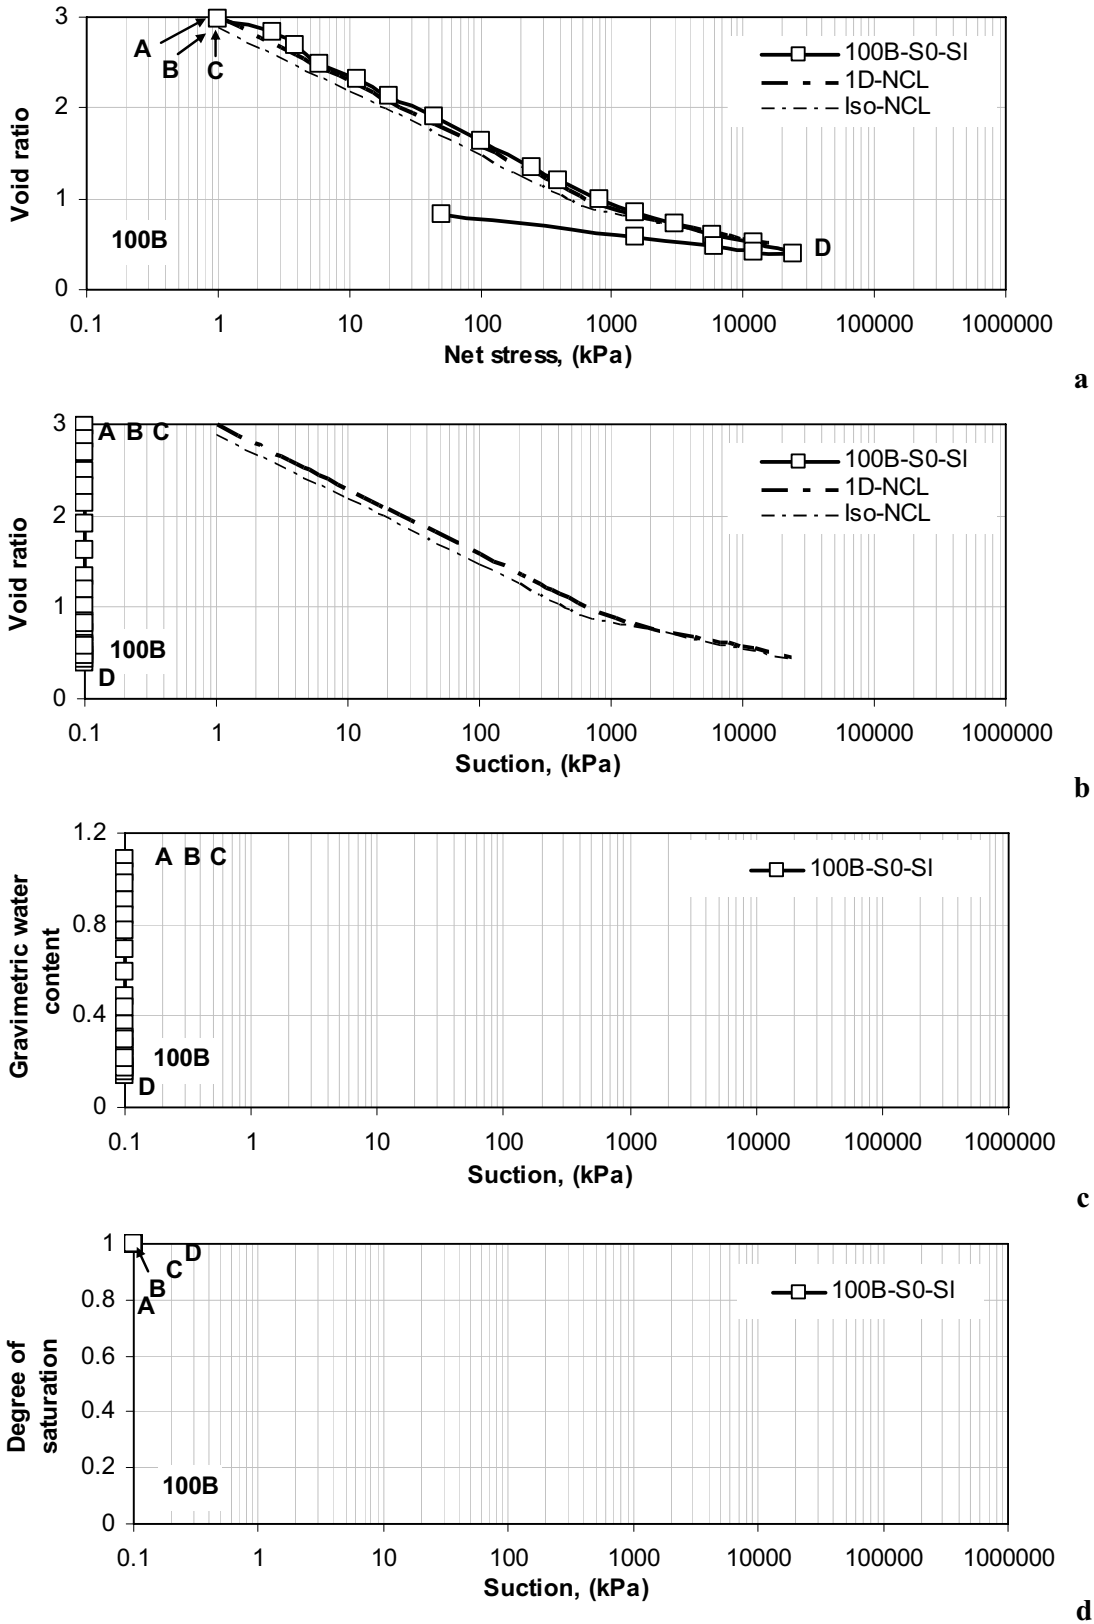 3
2
1
0
Void ratio
A
B
C
D
100B
100B-S0-SI
1D-NCL
Iso-NCL
0.1 1 10 100 1000 10000 100000 1000000
Net stress, (kPa)
a
3
2
1
0
Void ratio
A B C
100B
D
100B-S0-SI
1D-NCL
Iso-NCL
0.1 1 10 100 1000 10000 100000 1000000
Suction, (kPa)
b
1.2
0.8
0.4
0
Gravimetric water
content
A B C
100B
D
100B-S0-SI
0.1 1 10 100 1000 10000 100000 1000000
Suction, (kPa)
c
1
0.8
0.6
0.4
0.2
0
Degree of
saturation
D
C
B
A
100B
100B-S0-SI
0.1 1 10 100 1000 10000 100000 1000000
Suction, (kPa)
d